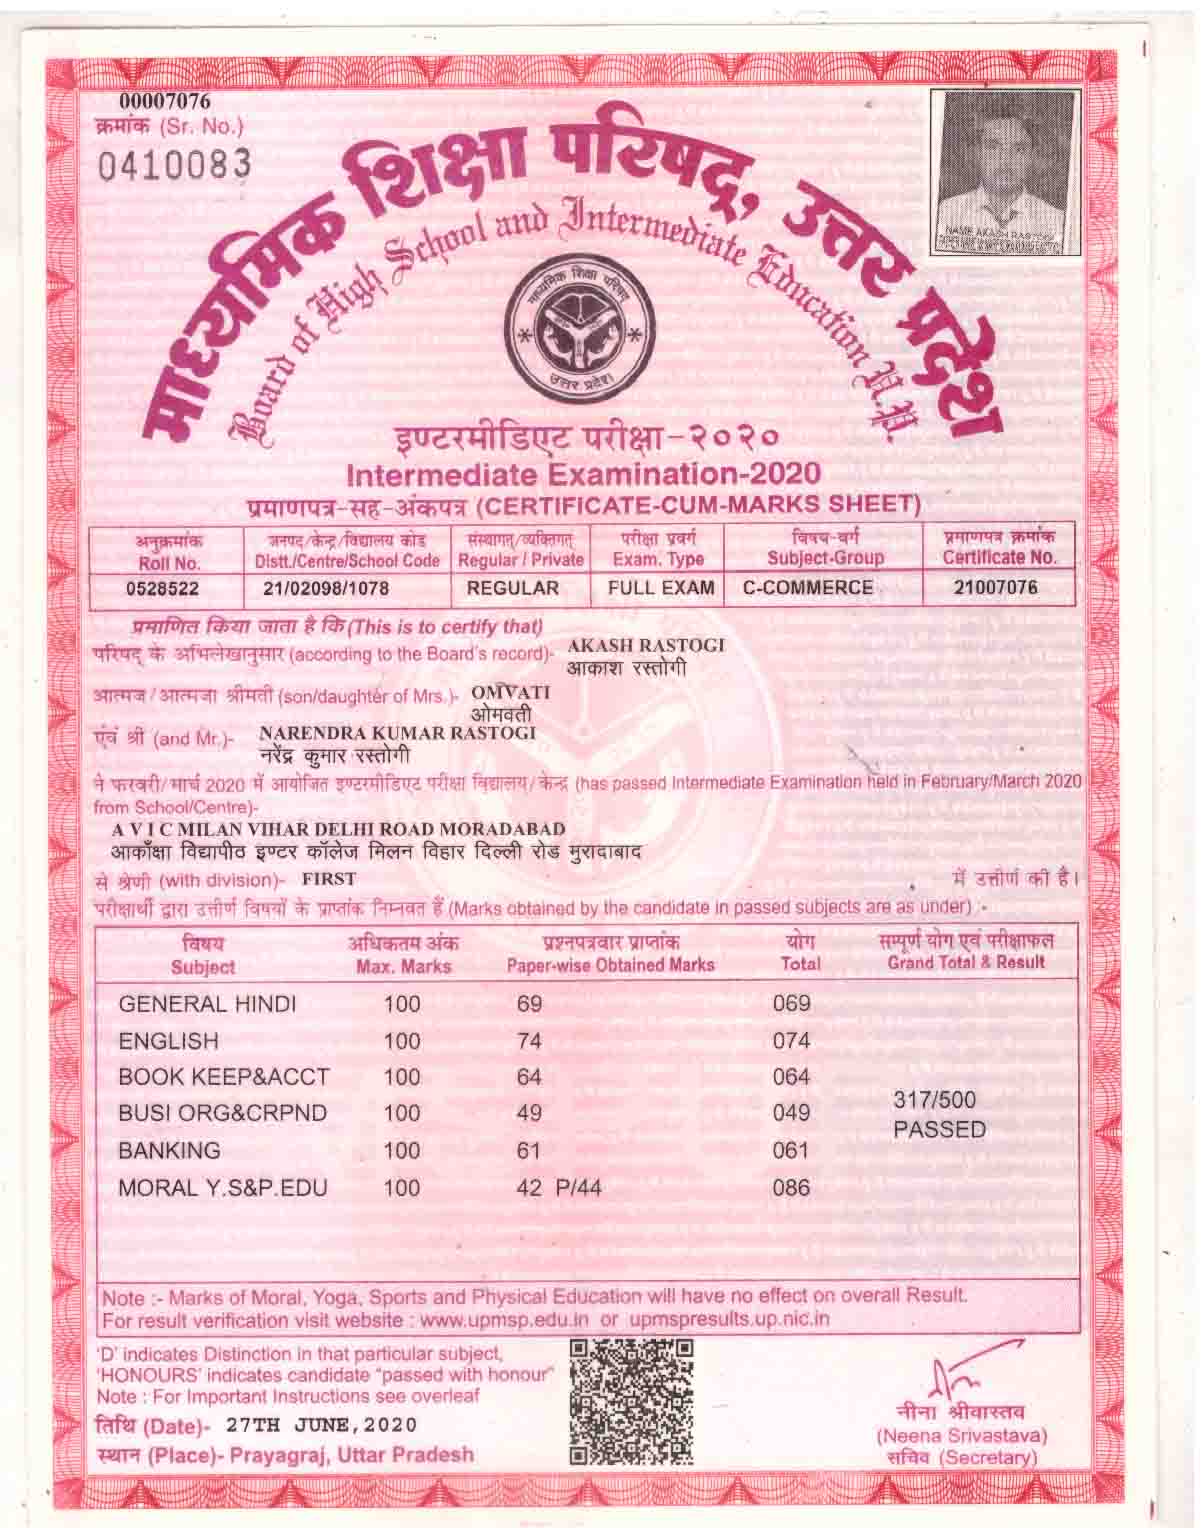 00007076
क्रमांक (Sr. No.)
0410083
माध्यमिक शिक्षा परिषद्, उत्तर प्रदेश
Board of High School and Intermediate Education U.P.
माध्यमिक शिक्षा परिषद
उत्तर प्रदेश
NAME AKASH RASTOGI
इण्टरमीडिएट परीक्षा-२०२०
Intermediate Examination-2020
प्रमाणपत्र-सह-अंकपत्र (CERTIFICATE-CUM-MARKS SHEET)
अनुक्रमांक जनपद/केन्द्र/विद्यालय कोड संस्थागत/व्यक्तिगत परीक्षा प्रवर्ग विषय-वर्ग प्रमाणपत्र क्रमांक
Roll No. Distt./Centre/School Code Regular / Private Exam. Type Subject-Group Certificate No.
0528522 21/02098/1078 REGULAR FULL EXAM C-COMMERCE 21007076
प्रमाणित किया जाता है कि (This is to certify that)
परिषद् के अभिलेखानुसार (according to the Board's record)- AKASH RASTOGI
आकाश रस्तोगी
आत्मज/आत्मजा श्रीमती (son/daughter of Mrs.)- OMVATI
ओमवती
एवं श्री (and Mr.)- NARENDRA KUMAR RASTOGI
नरेंद्र कुमार रस्तोगी
ने फरवरी/मार्च 2020 में आयोजित इण्टरमीडिएट परीक्षा विद्यालय/केन्द्र (has passed Intermediate Examination held in February/March 2020
from School/Centre)-
A V I C MILAN VIHAR DELHI ROAD MORADABAD
आकाँक्षा विद्यापीठ इण्टर कॉलेज मिलन विहार दिल्ली रोड मुरादाबाद
से श्रेणी (with division)- FIRST में उत्तीर्ण की है।
परीक्षार्थी द्वारा उत्तीर्ण विषयों के प्राप्तांक निम्नवत हैं (Marks obtained by the candidate in passed subjects are as under) :-
विषय अधिकतम अंक प्रश्नपत्रवार प्राप्तांक योग सम्पूर्ण योग एवं परीक्षाफल
Subject Max. Marks Paper-wise Obtained Marks Total Grand Total & Result
GENERAL HINDI 100 69 069
ENGLISH 100 74 074
BOOK KEEP&ACCT 100 64 064
317/500
BUSI ORG&CRPND 100 49 049
PASSED
BANKING 100 61 061
MORAL Y.S&P.EDU 100 42 P/44 086
Note :- Marks of Moral, Yoga, Sports and Physical Education will have no effect on overall Result.
For result verification visit website : www.upmsp.edu.in or upmspresults.up.nic.in
'D' indicates Distinction in that particular subject,
'HONOURS' indicates candidate "passed with honour"
Note : For Important Instructions see overleaf
तिथि (Date)- 27TH JUNE,2020
स्थान (Place)- Prayagraj, Uttar Pradesh
नीना श्रीवास्तव
(Neena Srivastava)
सचिव (Secretary)